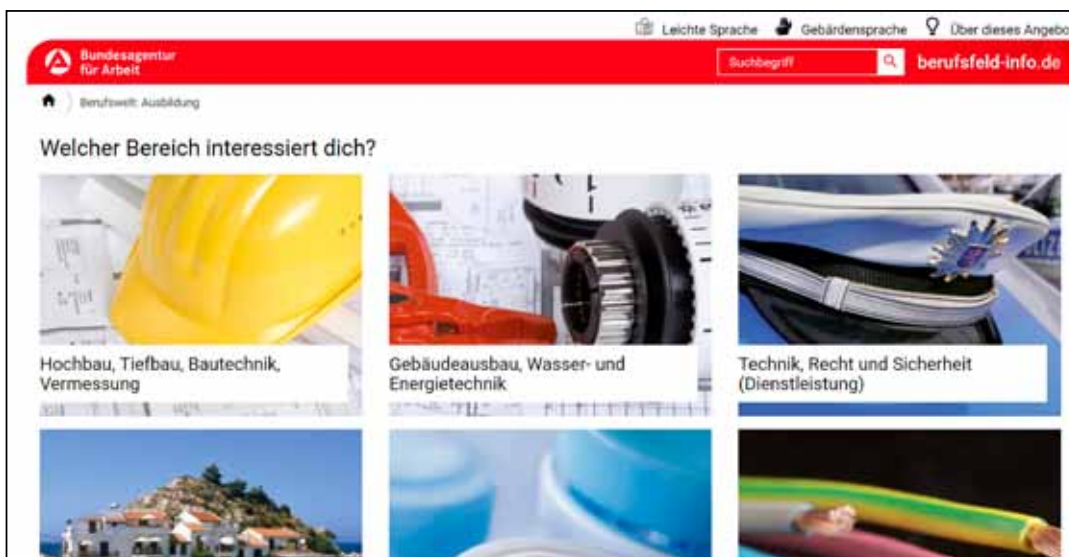 Leichte Sprache Gebärdensprache Über dieses Angebo
Bundesagentur
für Arbeit
Suchbegriff
berufsfeld-info.de
Berufswelt: Ausbildung
Welcher Bereich interessiert dich?
Hochbau, Tiefbau, Bautechnik,
Vermessung
Gebäudeausbau, Wasser- und
Energietechnik
Technik, Recht und Sicherheit
(Dienstleistung)